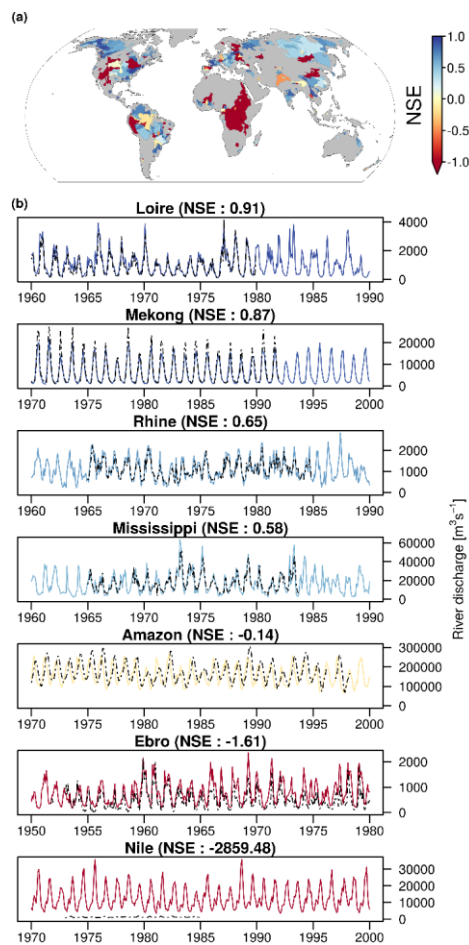 (a)
1.0
0.5
0.0
-0.5
-1.0
NSE
(b)
Loire (NSE : 0.91)
4000
2000
0
1960 1965 1970 1975 1980 1985 1990
Mekong (NSE : 0.87)
20000
10000
0
1970 1975 1980 1985 1990 1995 2000
Rhine (NSE : 0.65)
2000
1000
0
1960 1965 1970 1975 1980 1985 1990
Mississippi (NSE : 0.58)
60000
40000
20000
0
1970 1975 1980 1985 1990 1995 2000
Amazon (NSE : -0.14)
300000
200000
100000
0
1970 1975 1980 1985 1990 1995 2000
Ebro (NSE : -1.61)
2000
1000
0
1950 1955 1960 1965 1970 1975 1980
Nile (NSE : -2859.48)
30000
20000
10000
0
1970 1975 1980 1985 1990 1995 2000
River discharge [m³s⁻¹]